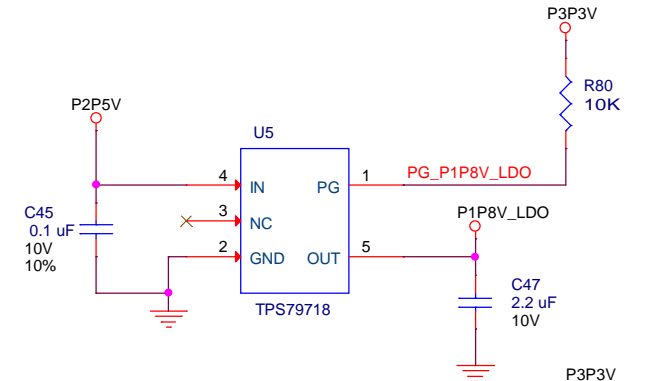 P3P3V
R80
10K
P2P5V
U5
4
IN
PG
1
PG_P1P8V_LDO
C45
0.1 uF
10V
10%
3
NC
P1P8V_LDO
2
GND
OUT
5
C47
2.2 uF
10V
TPS79718
P3P3V